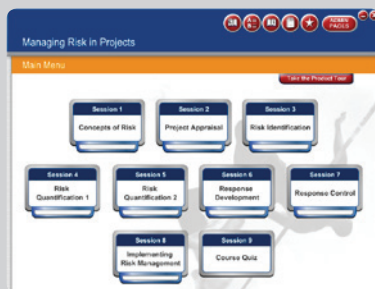 ADMIN
PAGES
Managing Risk in Projects
Main Menu
Take the Product Tour
Session 1
Concepts of Risk
Session 2
Project Appraisal
Session 3
Risk Identification
Session 4
Risk
Quantification 1
Session 5
Risk
Quantification 2
Session 6
Response
Development
Session 7
Response Control
Session 8
Implementing
Risk Management
Session 9
Course Quiz